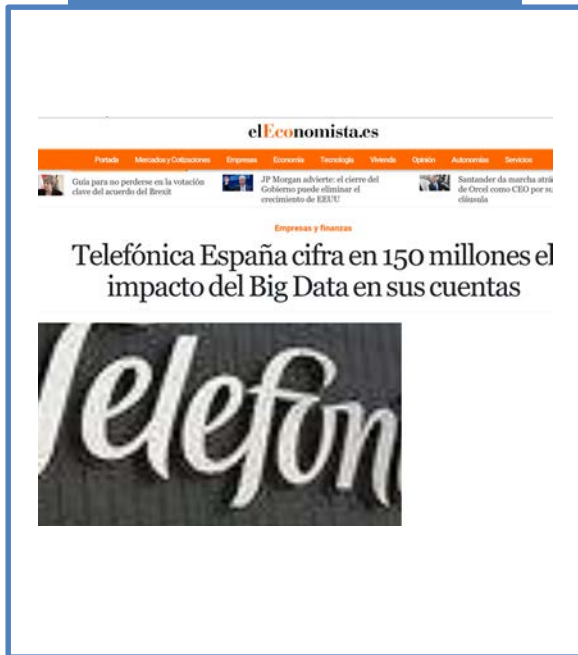 elEconomista.es
Portada Mercados y Cotizaciones Empresas Economía Tecnología Vivienda Opinión Autonomías Servicios
Guía para no perderse en la votación
clave del acuerdo del Brexit
JP Morgan advierte: el cierre del
Gobierno puede eliminar el
crecimiento de EEUU
Santander da marcha atrá
de Orcel como CEO por su
cláusula
Empresas y finanzas
Telefónica España cifra en 150 millones el
impacto del Big Data en sus cuentas
Telefon